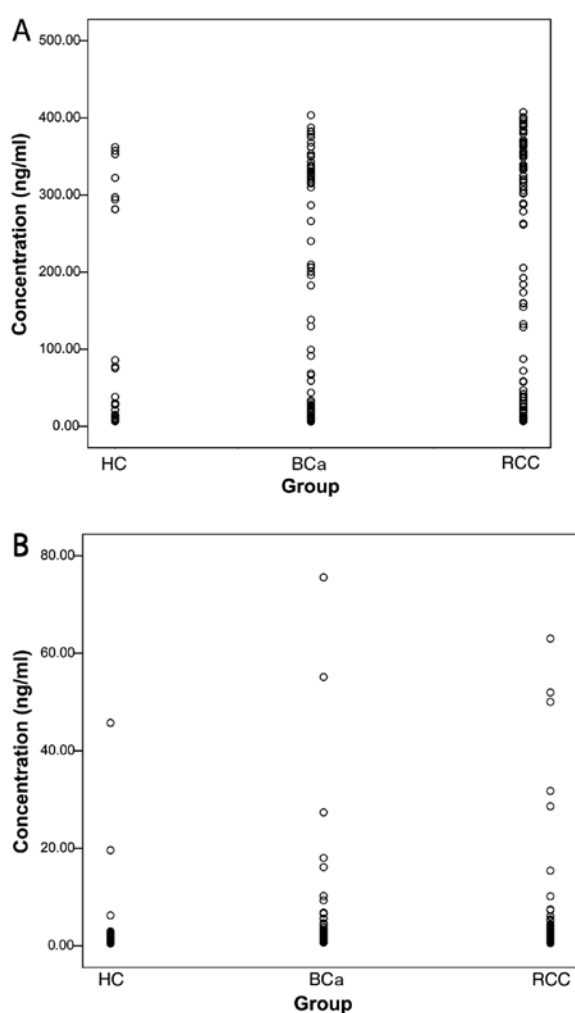 A
Concentration (ng/ml)
500.00
400.00
300.00
200.00
100.00
0.00
HC BCa RCC
Group
B
Concentration (ng/ml)
80.00
60.00
40.00
20.00
0.00
HC BCa RCC
Group